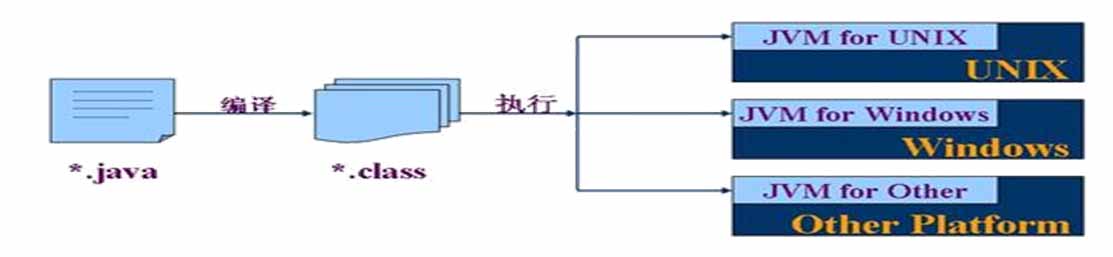 编译
*.java
*.class
执行
JVM for UNIX
UNIX
JVM for Windows
Windows
JVM for Other
Other Platform